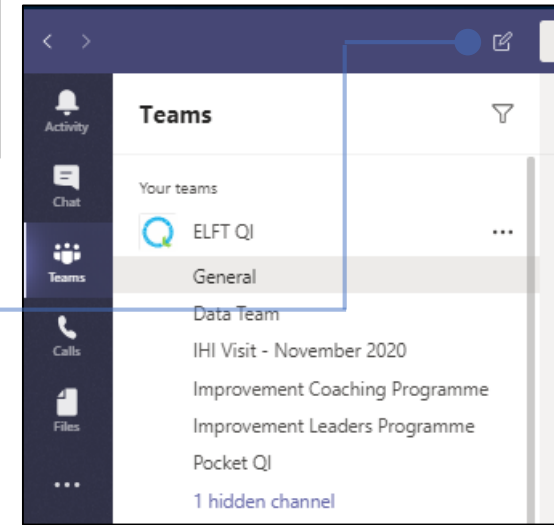 Activity
Chat
Teams
Calls
Files
Teams
Your teams
ELFT QI
General
Data Team
IHI Visit - November 2020
Improvement Coaching Programme
Improvement Leaders Programme
Pocket QI
1 hidden channel